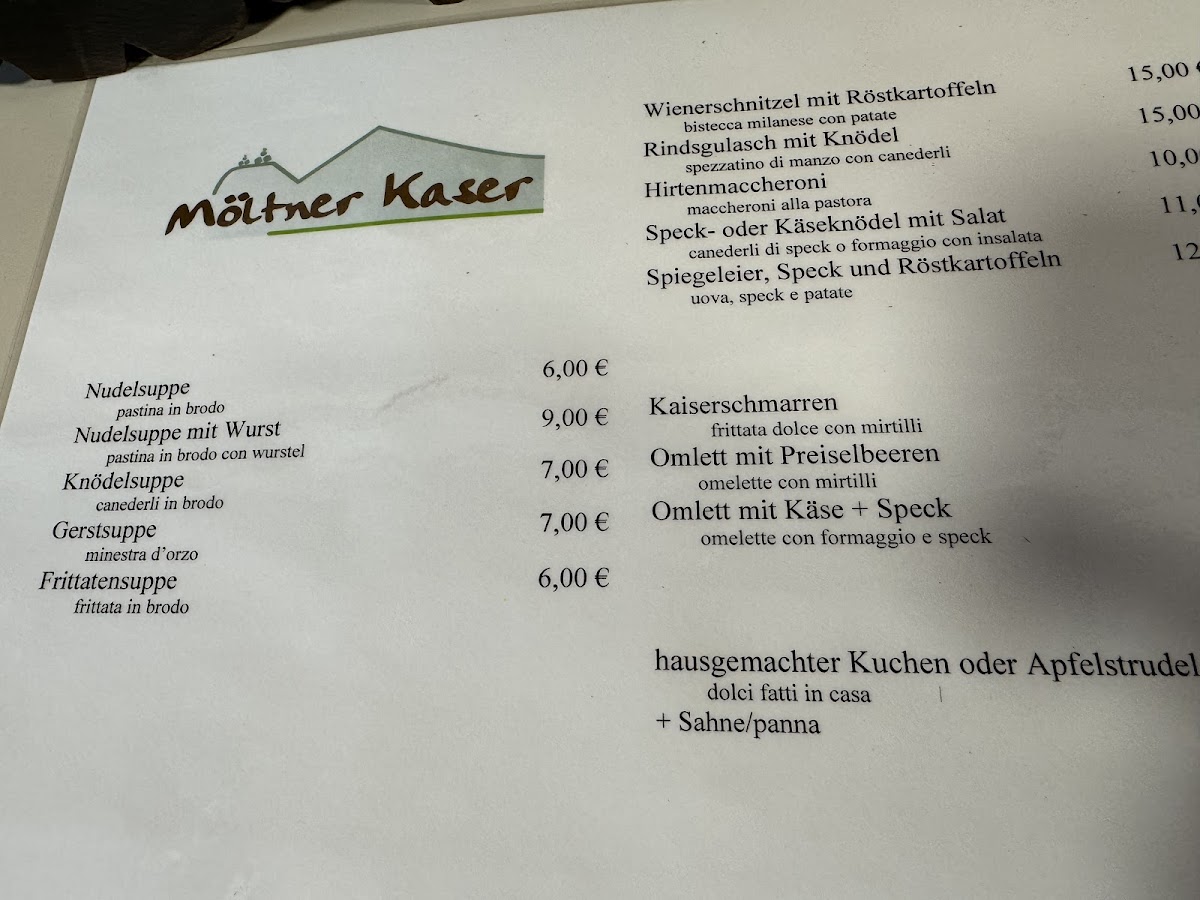 Möltner Kaser
Nudelsuppe 6,00 €
pastina in brodo
Nudelsuppe mit Wurst 9,00 €
pastina in brodo con wurstel
Knödelsuppe 7,00 €
canederli in brodo
Gerstsuppe 7,00 €
minestra d'orzo
Frittatensuppe 6,00 €
frittata in brodo
Wienerschnitzel mit Röstkartoffeln 15,00 €
bistecca milanese con patate
Rindsgulasch mit Knödel 15,00
spezzatino di manzo con canederli
Hirtenmaccheroni 10,0
maccheroni alla pastora
Speck- oder Käseknödel mit Salat 11,
canederli di speck o formaggio con insalata
Spiegeleier, Speck und Röstkartoffeln 12
uova, speck e patate
Kaiserschmarren
frittata dolce con mirtilli
Omlett mit Preiselbeeren
omelette con mirtilli
Omlett mit Käse + Speck
omelette con formaggio e speck
hausgemachter Kuchen oder Apfelstrudel
dolci fatti in casa
+ Sahne/panna